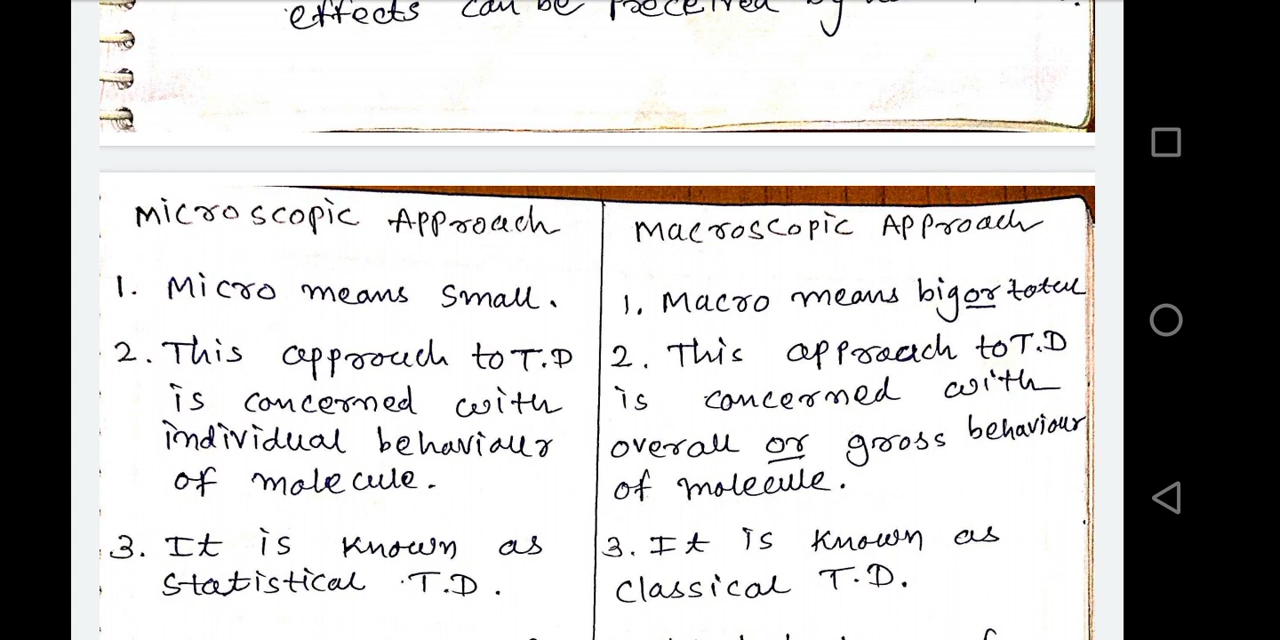 effects can be
Microscopic Approach
1. Micro means small.
2. This approach to T.D
is concerned with
individual behaviour
of molecule.
3. It is known as
Statistical T.D.
Macroscopic Approach
1. Macro means big or total
2. This approach to T.D
is concerned with
overall or gross behaviour
of molecule.
3. It is known as
Classical T.D.